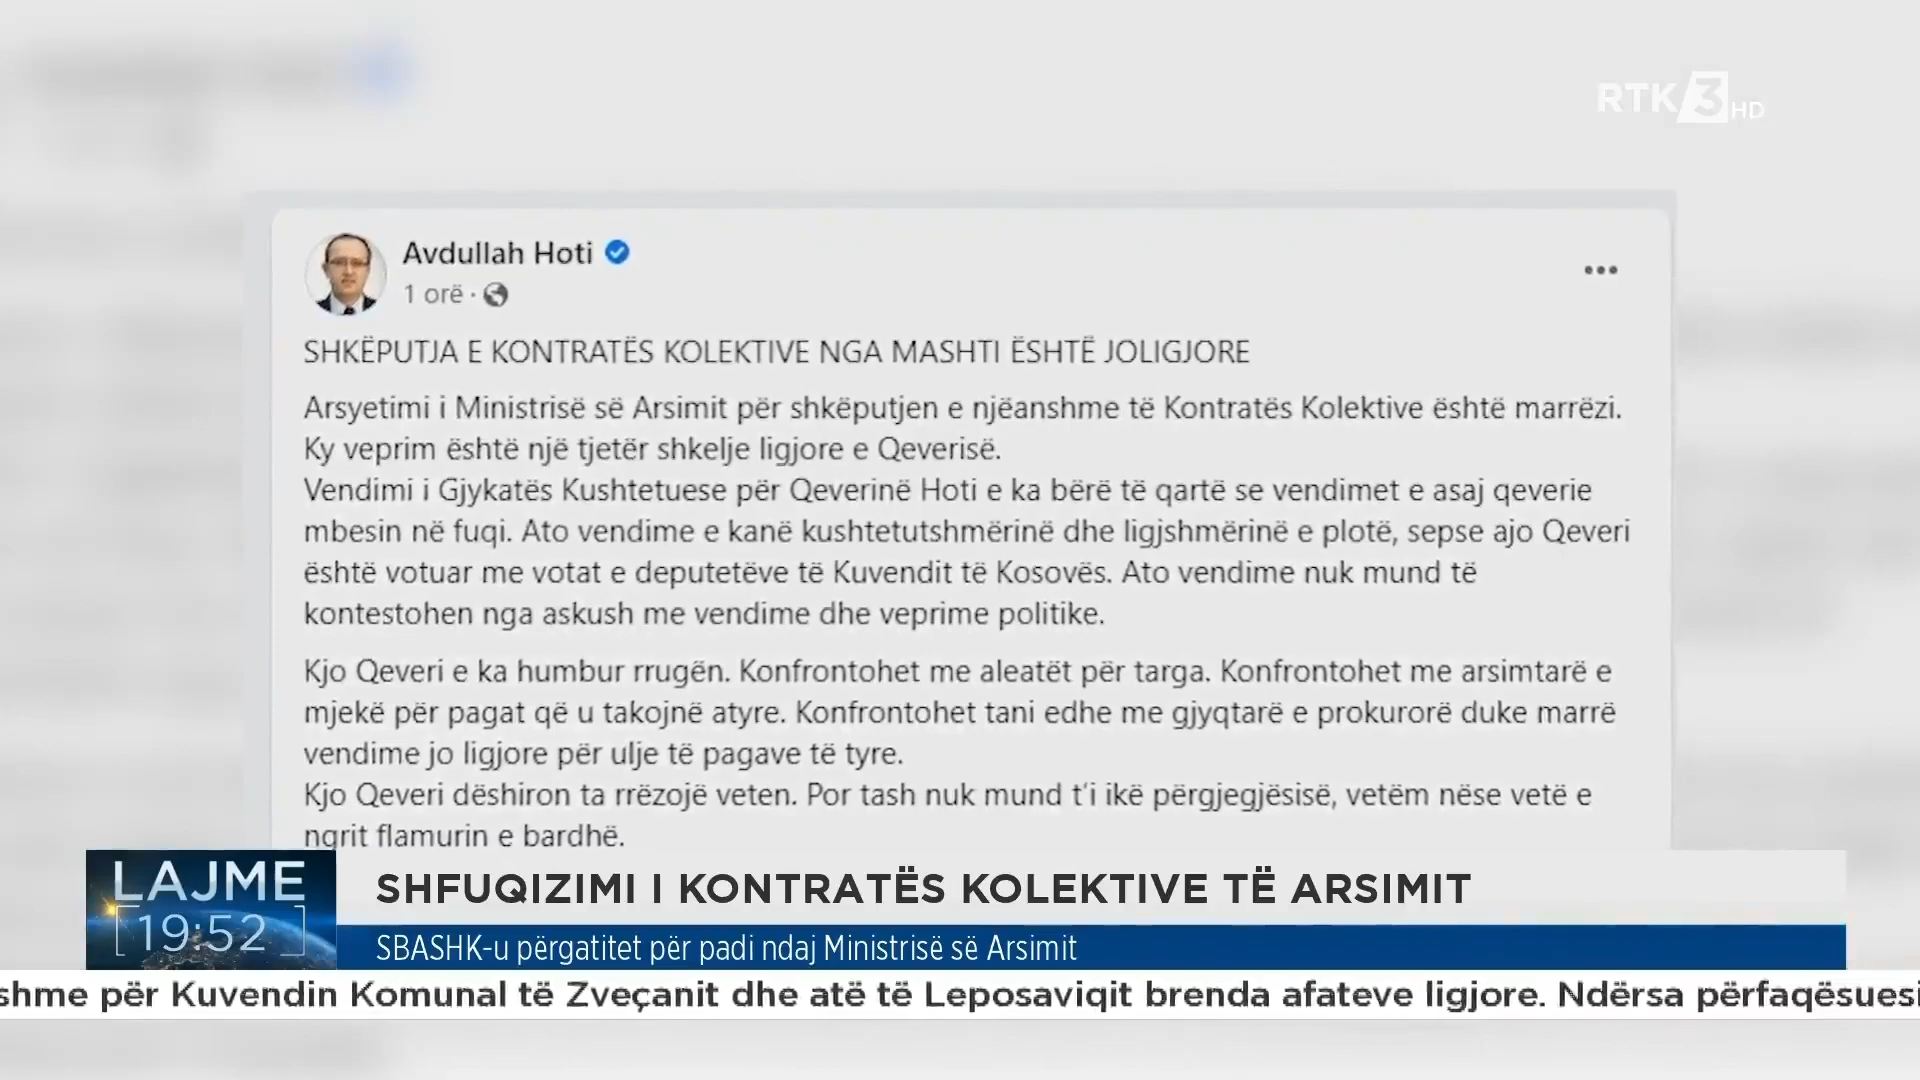 RTK 3 HD
Avdullah Hoti
1 orë ·
SHKËPUTJA E KONTRATËS KOLEKTIVE NGA MASHTI ËSHTË JOLIGJORE
Arsyetimi i Ministrisë së Arsimit për shkëputjen e njëanshme të Kontratës Kolektive është marrëzi.
Ky veprim është një tjetër shkelje ligjore e Qeverisë.
Vendimi i Gjykatës Kushtetuese për Qeverinë Hoti e ka bërë të qartë se vendimet e asaj qeverie
mbesin në fuqi. Ato vendime e kanë kushtetutshmërinë dhe ligjshmërinë e plotë, sepse ajo Qeveri
është votuar me votat e deputetëve të Kuvendit të Kosovës. Ato vendime nuk mund të
kontestohen nga askush me vendime dhe veprime politike.
Kjo Qeveri e ka humbur rrugën. Konfrontohet me aleatët për targa. Konfrontohet me arsimtarë e
mjekë për pagat që u takojnë atyre. Konfrontohet tani edhe me gjyqtarë e prokurorë duke marrë
vendime jo ligjore për ulje të pagave të tyre.
Kjo Qeveri dëshiron ta rrëzojë veten. Por tash nuk mund t'i ikë përgjegjësisë, vetëm nëse vetë e
ngrit flamurin e bardhë.
LAJME
19:52
SHFUQIZIMI I KONTRATËS KOLEKTIVE TË ARSIMIT
SBASHK-u përgatitet për padi ndaj Ministrisë së Arsimit
shme për Kuvendin Komunal të Zveçanit dhe atë të Leposaviqit brenda afateve ligjore. Ndërsa përfaqësuesi